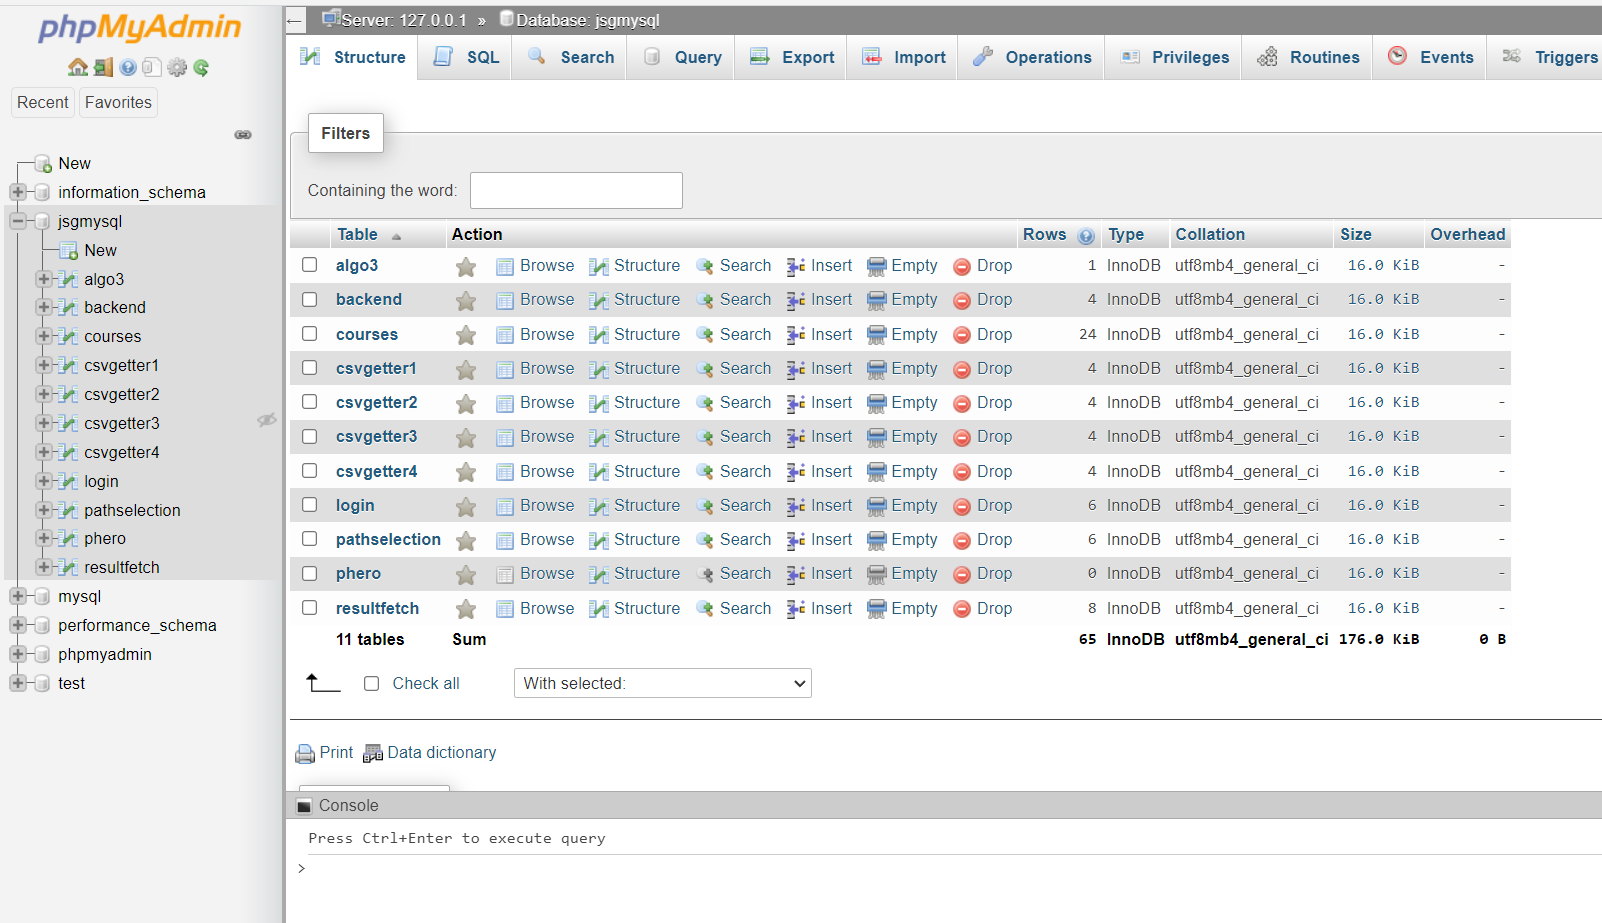 phpMyAdmin
Recent Favorites
New
information_schema
jsgmysql
New
algo3
backend
courses
csvgetter1
csvgetter2
csvgetter3
csvgetter4
login
pathselection
phero
resultfetch
mysql
performance_schema
phpmyadmin
test
← Server: 127.0.0.1 » Database: jsgmysql
Structure SQL Search Query Export Import Operations Privileges Routines Events Triggers
Filters
Containing the word:
Table Action Rows Type Collation Size Overhead
algo3 Browse Structure Search Insert Empty Drop 1 InnoDB utf8mb4_general_ci 16.0 KiB -
backend Browse Structure Search Insert Empty Drop 4 InnoDB utf8mb4_general_ci 16.0 KiB -
courses Browse Structure Search Insert Empty Drop 24 InnoDB utf8mb4_general_ci 16.0 KiB -
csvgetter1 Browse Structure Search Insert Empty Drop 4 InnoDB utf8mb4_general_ci 16.0 KiB -
csvgetter2 Browse Structure Search Insert Empty Drop 4 InnoDB utf8mb4_general_ci 16.0 KiB -
csvgetter3 Browse Structure Search Insert Empty Drop 4 InnoDB utf8mb4_general_ci 16.0 KiB -
csvgetter4 Browse Structure Search Insert Empty Drop 4 InnoDB utf8mb4_general_ci 16.0 KiB -
login Browse Structure Search Insert Empty Drop 6 InnoDB utf8mb4_general_ci 16.0 KiB -
pathselection Browse Structure Search Insert Empty Drop 6 InnoDB utf8mb4_general_ci 16.0 KiB -
phero Browse Structure Search Insert Empty Drop 0 InnoDB utf8mb4_general_ci 16.0 KiB -
resultfetch Browse Structure Search Insert Empty Drop 8 InnoDB utf8mb4_general_ci 16.0 KiB -
11 tables Sum 65 InnoDB utf8mb4_general_ci 176.0 KiB 0 B
Check all With selected:
Print Data dictionary
Console
Press Ctrl+Enter to execute query
>